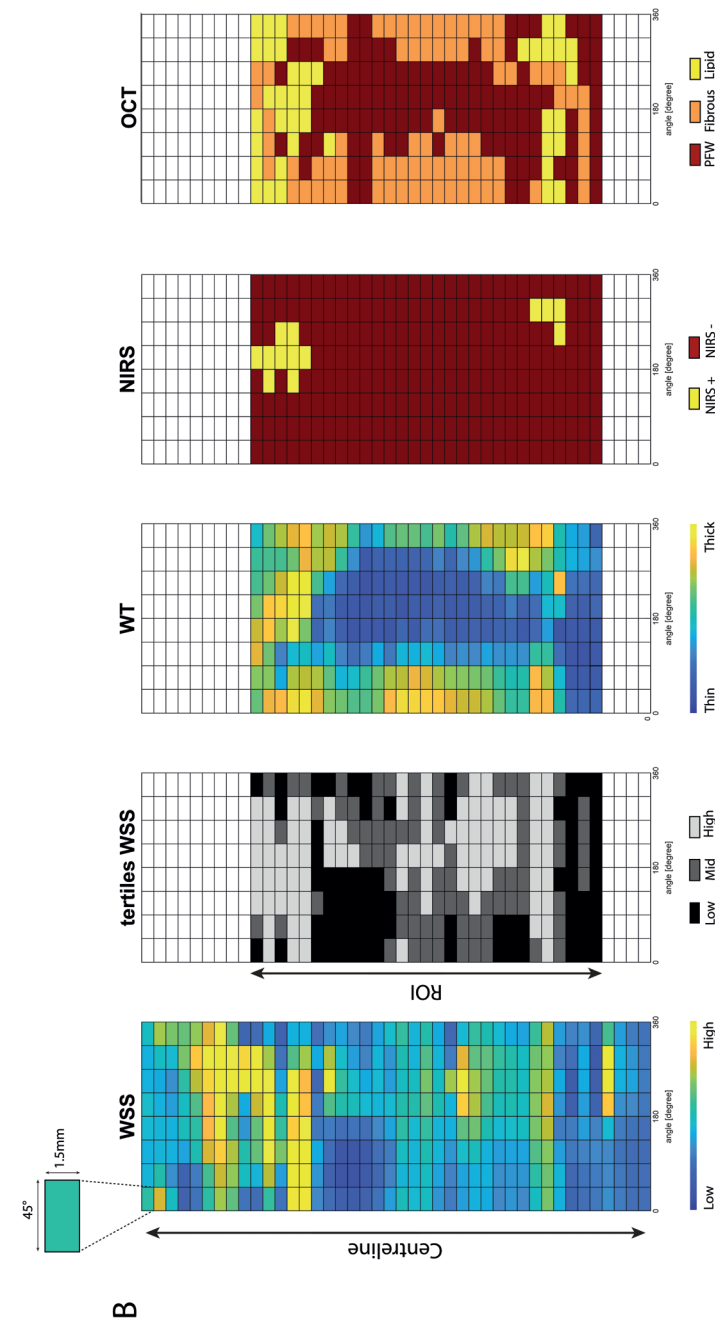 B
45°
1.5mm
WSS
Centreline
0
180
360
angle [degree]
Low
High
tertiles WSS
ROI
0
180
360
angle [degree]
Low
Mid
High
WT
0
0
180
360
angle [degree]
Thin
Thick
NIRS
0
180
360
angle [degree]
NIRS +
NIRS -
OCT
0
180
360
angle [degree]
PFW
Fibrous
Lipid